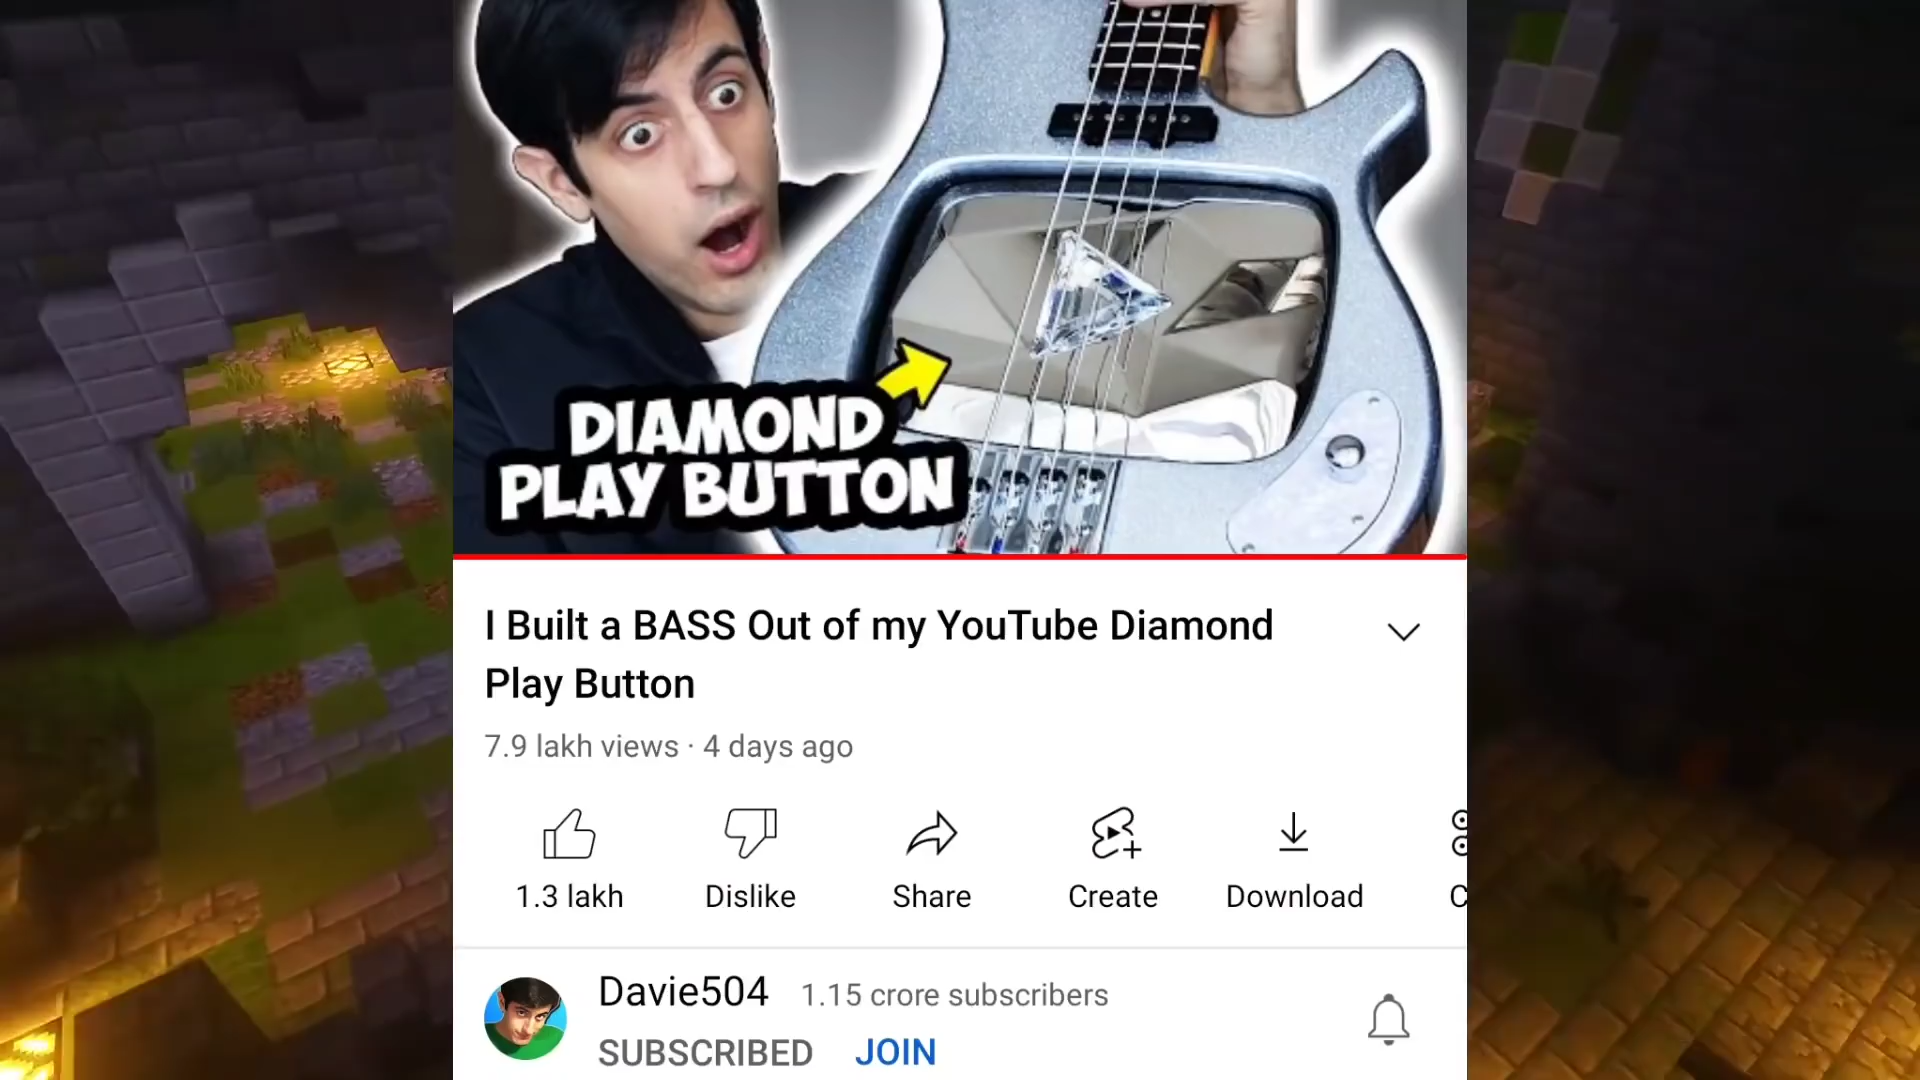 DIAMOND
PLAY BUTTON
I Built a BASS Out of my YouTube Diamond
Play Button
7.9 lakh views · 4 days ago
1.3 lakh
Dislike
Share
Create
Download
C
Davie504
1.15 crore subscribers
SUBSCRIBED
JOIN